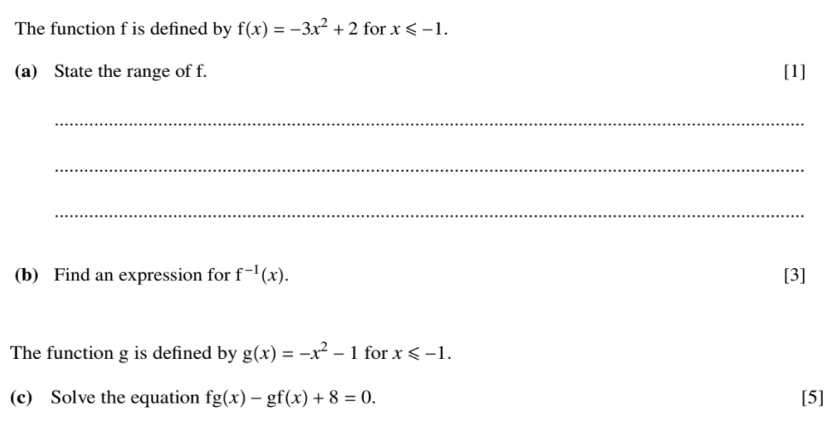 The function f is defined by f(x) = −3x² + 2 for x ⩽ −1.
(a) State the range of f. [1]
(b) Find an expression for f⁻¹(x). [3]
The function g is defined by g(x) = −x² − 1 for x ⩽ −1.
(c) Solve the equation fg(x) − gf(x) + 8 = 0. [5]